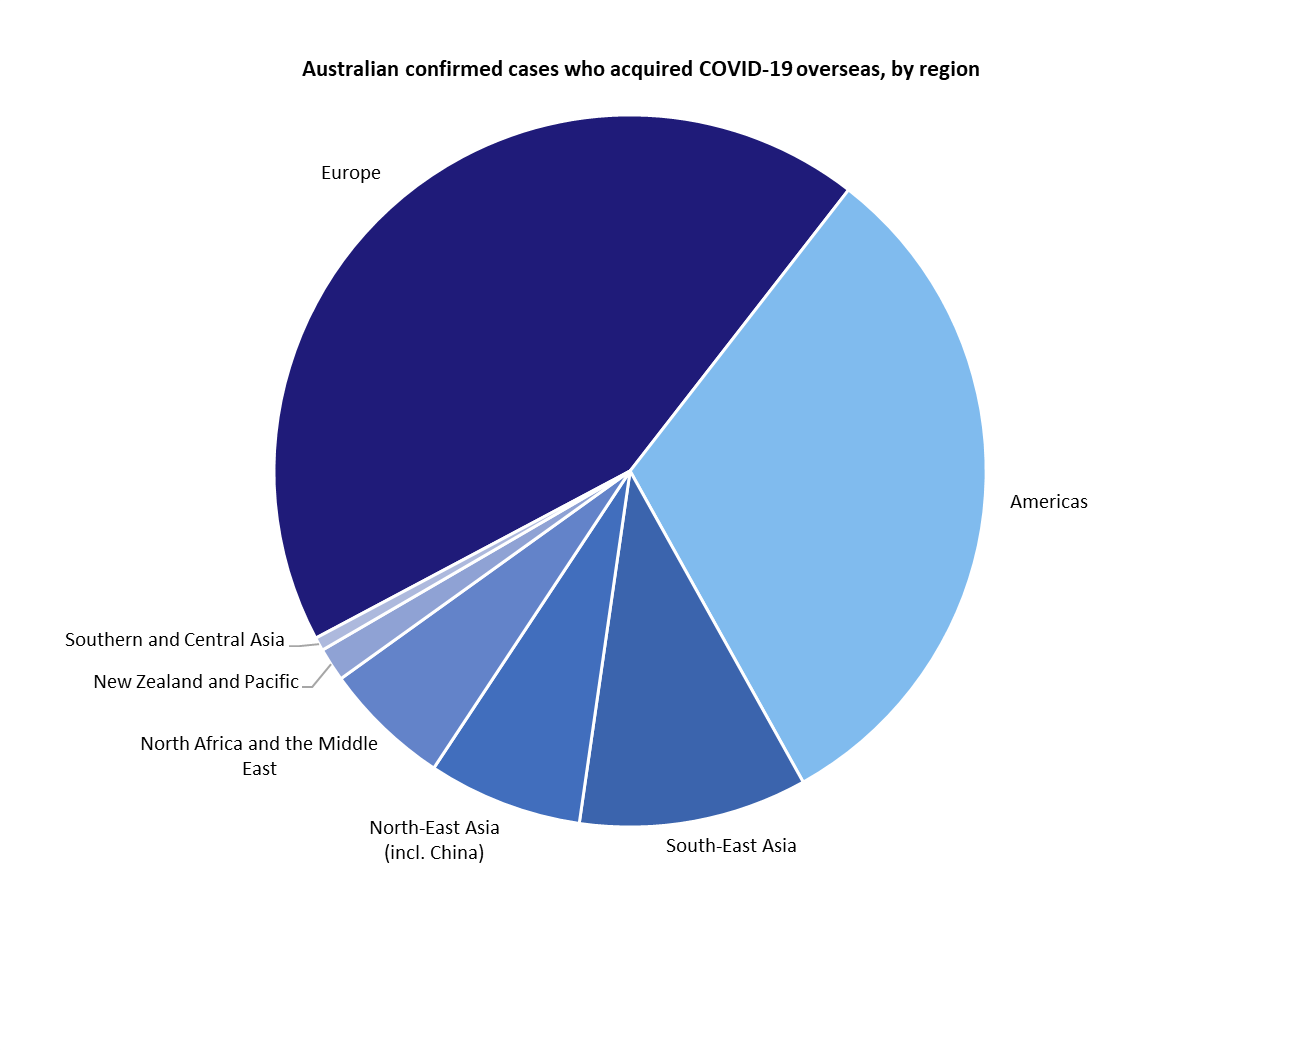 Australian confirmed cases who acquired COVID-19 overseas, by region
Europe
Americas
Southern and Central Asia
New Zealand and Pacific
North Africa and the Middle
East
North-East Asia
(incl. China)
South-East Asia